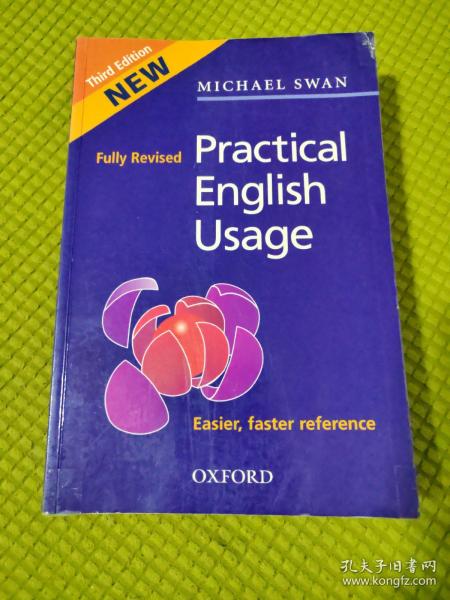 Third Edition
NEW
MICHAEL SWAN
Fully Revised
Practical
English
Usage
Easier, faster reference
OXFORD
孔夫子旧书网
www.kongfz.com